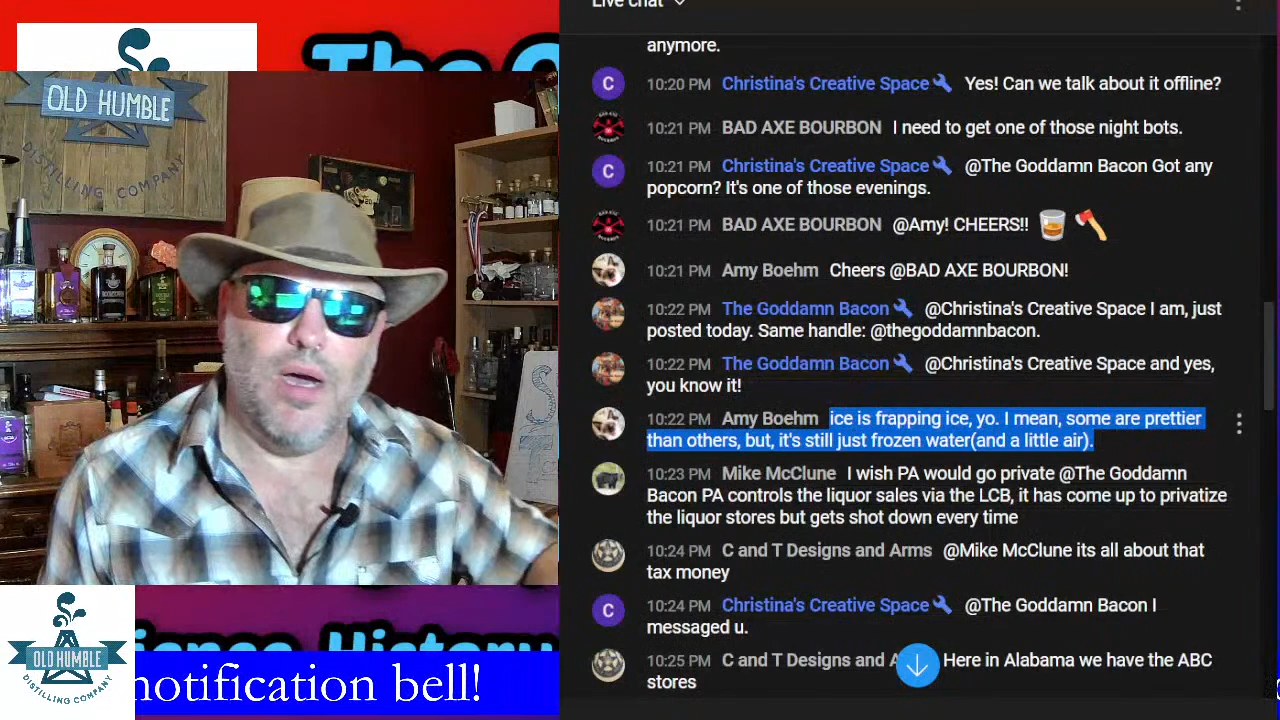 OLD HUMBLE
DISTILLING COMPANY
OLD HUMBLE
DISTILLING COMPANY
notification bell!
Live chat
anymore.
10:20 PM Christina's Creative Space Yes! Can we talk about it offline?
10:21 PM BAD AXE BOURBON I need to get one of those night bots.
10:21 PM Christina's Creative Space @The Goddamn Bacon Got any
popcorn? It's one of those evenings.
10:21 PM BAD AXE BOURBON @Amy! CHEERS!! 🥃 🪓
10:21 PM Amy Boehm Cheers @BAD AXE BOURBON!
10:22 PM The Goddamn Bacon @Christina's Creative Space I am, just
posted today. Same handle: @thegoddamnbacon.
10:22 PM The Goddamn Bacon @Christina's Creative Space and yes,
you know it!
10:22 PM Amy Boehm ice is frapping ice, yo. I mean, some are prettier
than others, but, it's still just frozen water(and a little air).
10:23 PM Mike McClune I wish PA would go private @The Goddamn
Bacon PA controls the liquor sales via the LCB, it has come up to privatize
the liquor stores but gets shot down every time
10:24 PM C and T Designs and Arms @Mike McClune its all about that
tax money
10:24 PM Christina's Creative Space @The Goddamn Bacon I
messaged u.
10:25 PM C and T Designs and A Here in Alabama we have the ABC
stores